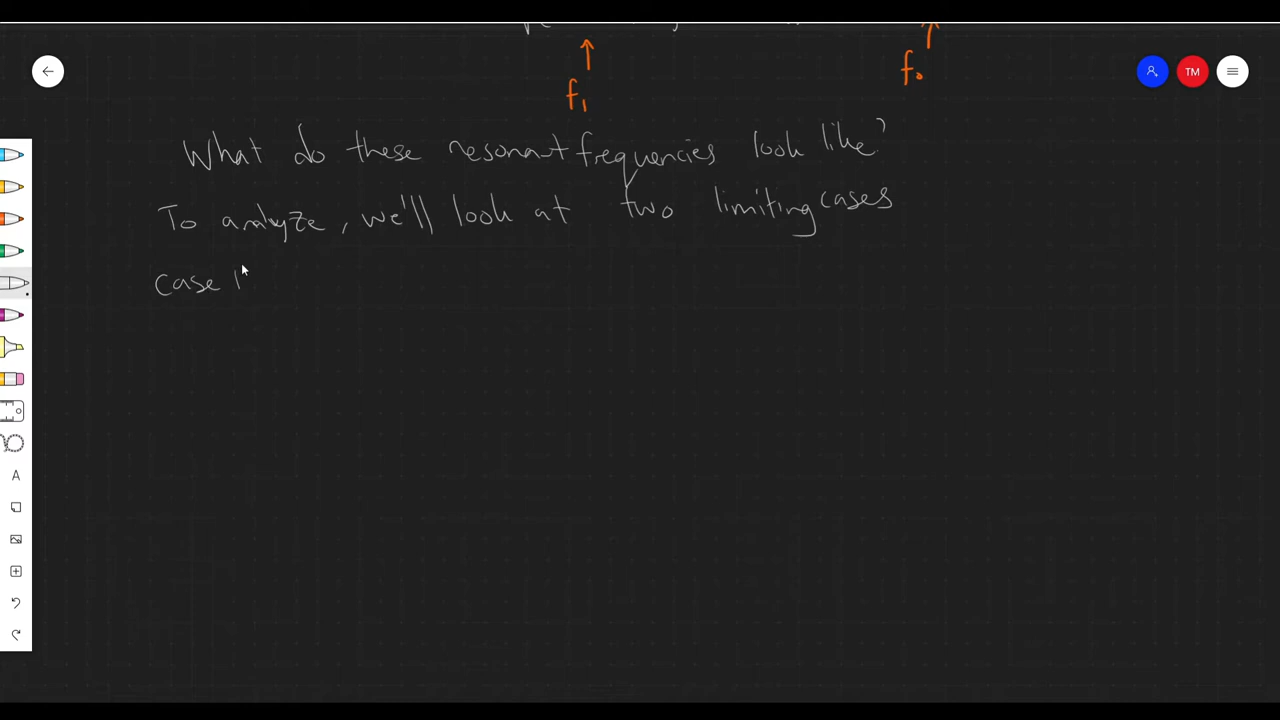 f₁
f₀
TM
What do these resonant frequencies look like?
To analyze, we'll look at two limiting cases
case 1
A